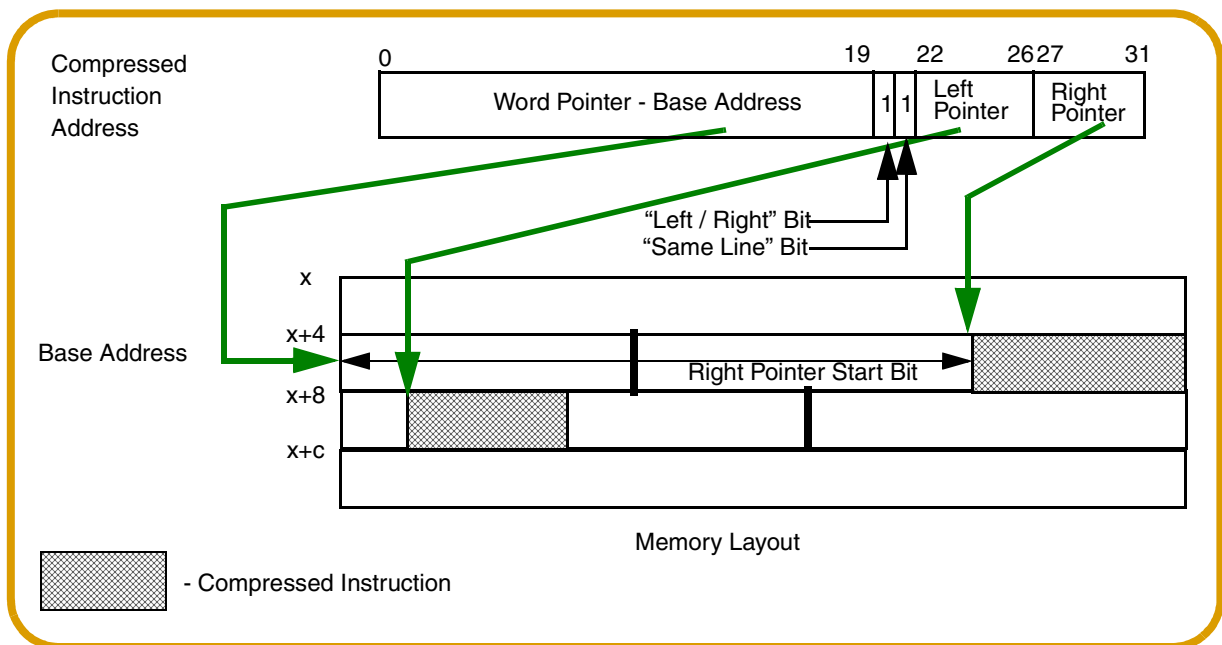 Compressed
Instruction
Address
0 19 22 26 27 31
Word Pointer - Base Address
1 1
Left
Pointer
Right
Pointer
“Left / Right” Bit
“Same Line” Bit
x
x+4
Base Address
Right Pointer Start Bit
x+8
x+c
Memory Layout
- Compressed Instruction